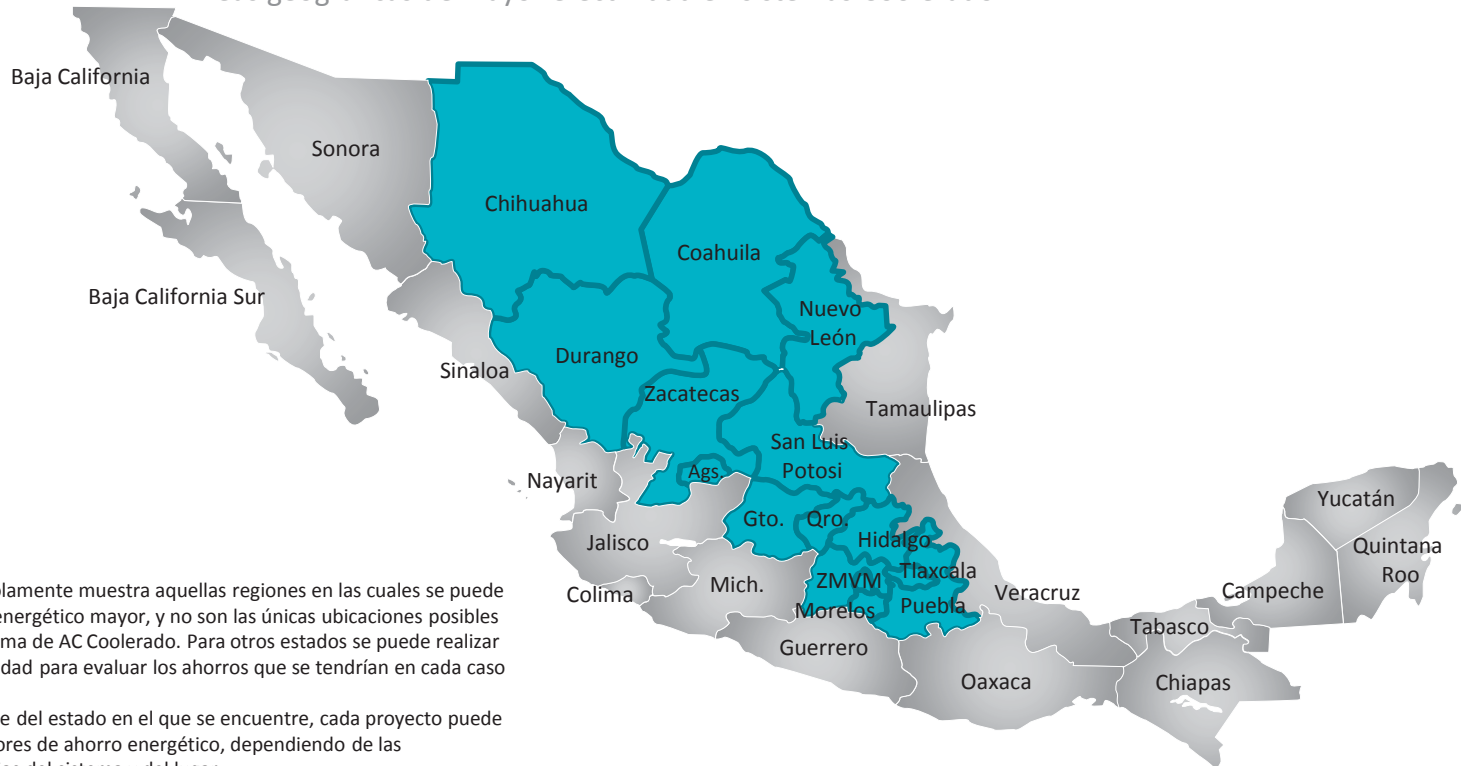 Baja California
Sonora
Chihuahua
Coahuila
Baja California Sur
Nuevo
León
Durango
Sinaloa
Zacatecas
Tamaulipas
San Luis
Potosi
Ags.
Nayarit
Yucatán
Gto.
Qro.
Hidalgo
Jalisco
Quintana
Roo
Tlaxcala
ZMVM
Mich.
Colima
Veracruz
Campeche
Morelos
Puebla
Tabasco
Guerrero
Oaxaca
Chiapas
muestra aquellas regiones en las cuales se puede
energético mayor, y no son las únicas ubicaciones posibles
de AC Coolerado. Para otros estados se puede realizar
para evaluar los ahorros que se tendrían en cada caso
del estado en el que se encuentre, cada proyecto puede
de ahorro energético, dependiendo de las